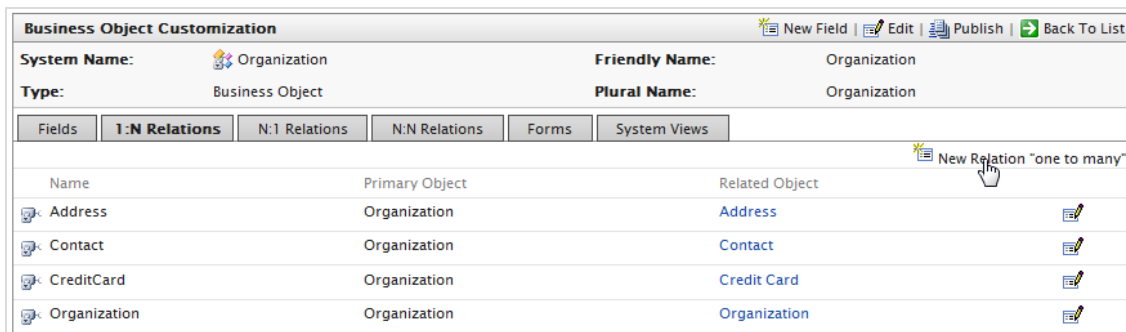 Business Object Customization New Field | Edit | Publish | Back To List
System Name: Organization Friendly Name: Organization
Type: Business Object Plural Name: Organization
Fields 1:N Relations N:1 Relations N:N Relations Forms System Views
New Relation "one to many"
Name Primary Object Related Object
Address Organization Address
Contact Organization Contact
CreditCard Organization Credit Card
Organization Organization Organization